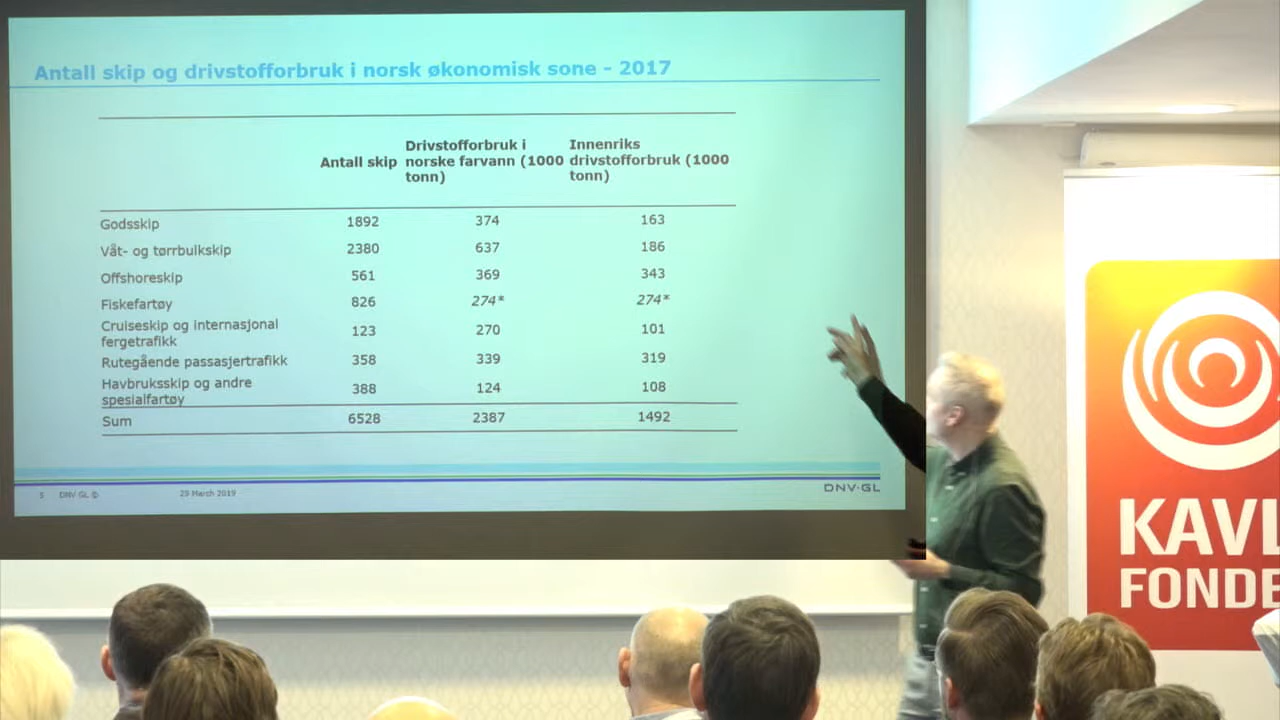 Antall skip og drivstofforbruk i norsk økonomisk sone - 2017
Antall skip
Drivstofforbruk i
norske farvann (1000
tonn)
Innenriks
drivstofforbruk (1000
tonn)
Godsskip 1892 374 163
Våt- og tørrbulkskip 2380 637 186
Offshoreskip 561 369 343
Fiskefartøy 826 274* 274*
Cruiseskip og internasjonal
fergetrafikk 123 270 101
Rutegående passasjertrafikk 358 339 319
Havbruksskip og andre
spesialfartøy 388 124 108
Sum 6528 2387 1492
5 DNV GL © 29 March 2019
DNV·GL
KAVL
FONDE